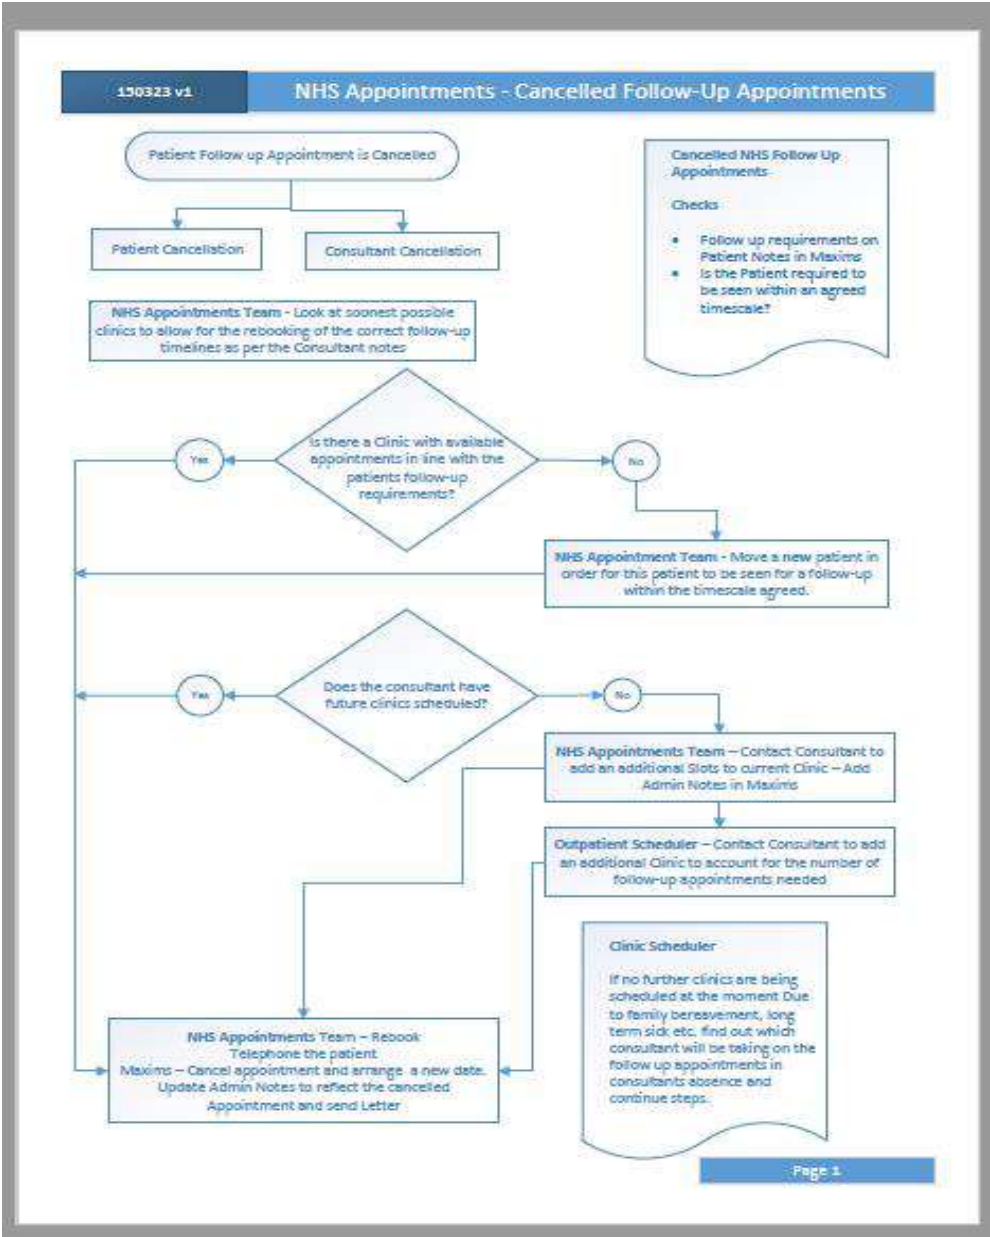 150323 v1
NHS Appointments - Cancelled Follow-Up Appointments
Patient Follow up Appointment is Cancelled
Patient Cancellation
Consultant Cancellation
Cancelled NHS Follow Up
Appointments
Checks
• Follow up requirements on
Patient Notes in Maxims
• Is the Patient required to
be seen within an agreed
timescale?
NHS Appointments Team - Look at soonest possible
clinics to allow for the rebooking of the correct follow-up
timelines as per the Consultant notes
Is there a Clinic with available
appointments in line with the
patients follow-up
requirements?
Yes
No
NHS Appointment Team - Move a new patient in
order for this patient to be seen for a follow-up
within the timescale agreed.
Does the consultant have
future clinics scheduled?
Yes
No
NHS Appointments Team – Contact Consultant to
add an additional Slots to current Clinic – Add
Admin Notes in Maxims
Outpatient Scheduler – Contact Consultant to add
an additional Clinic to account for the number of
follow-up appointments needed
Clinic Scheduler
If no further clinics are being
scheduled at the moment Due
to family bereavement, long
term sick etc. find out which
consultant will be taking on the
follow up appointments in
consultants absence and
continue steps.
NHS Appointments Team – Rebook
Telephone the patient
Maxims – Cancel appointment and arrange a new date.
Update Admin Notes to reflect the cancelled
Appointment and send Letter
Page 1